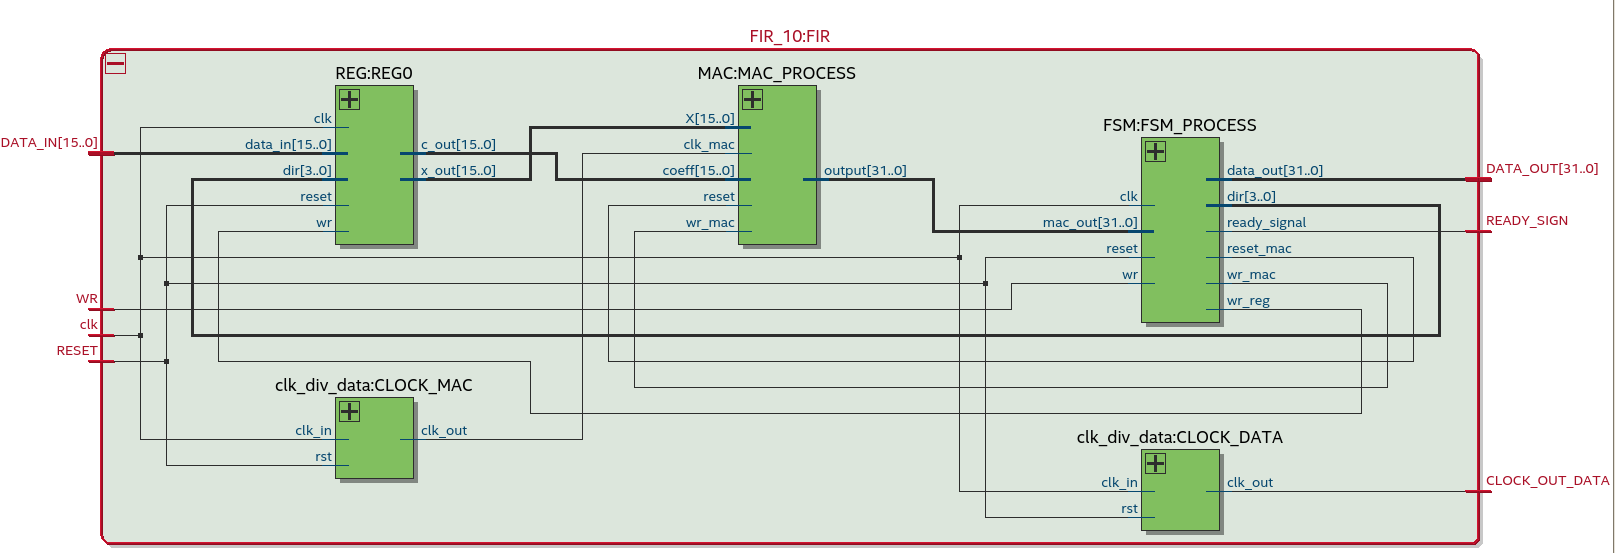 FIR_10:FIR
REG:REG0
MAC:MAC_PROCESS
FSM:FSM_PROCESS
clk
data_in[15..0]
dir[3..0]
reset
wr
c_out[15..0]
x_out[15..0]
X[15..0]
clk_mac
coeff[15..0]
reset
wr_mac
output[31..0]
clk
mac_out[31..0]
reset
wr
data_out[31..0]
dir[3..0]
ready_signal
reset_mac
wr_mac
wr_reg
DATA_IN[15..0]
WR
clk
RESET
DATA_OUT[31..0]
READY_SIGN
clk_div_data:CLOCK_MAC
clk_in
rst
clk_out
clk_div_data:CLOCK_DATA
clk_in
rst
clk_out
CLOCK_OUT_DATA